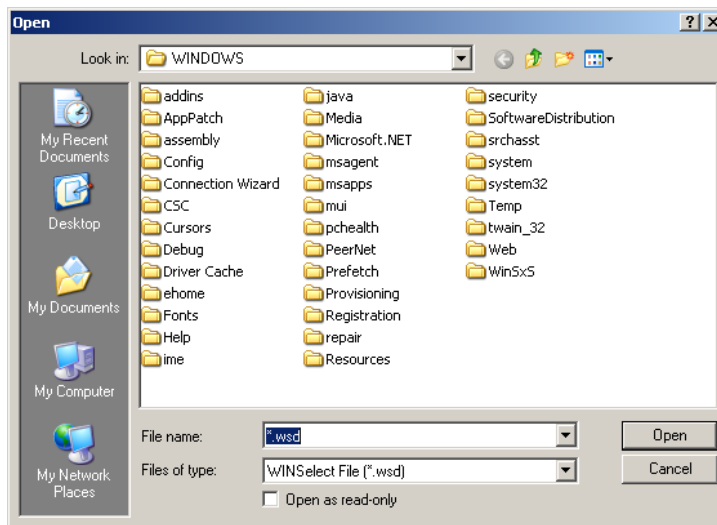 Open
Look in: WINDOWS
My Recent
Documents
Desktop
My Documents
My Computer
My Network
Places
addins
AppPatch
assembly
Config
Connection Wizard
CSC
Cursors
Debug
Driver Cache
ehome
Fonts
Help
ime
java
Media
Microsoft.NET
msagent
msapps
mui
pchealth
PeerNet
Prefetch
Provisioning
Registration
repair
Resources
security
SoftwareDistribution
srchasst
system
system32
Temp
twain_32
Web
WinSxS
File name: *.wsd Open
Files of type: WINSelect File (*.wsd) Cancel
Open as read-only